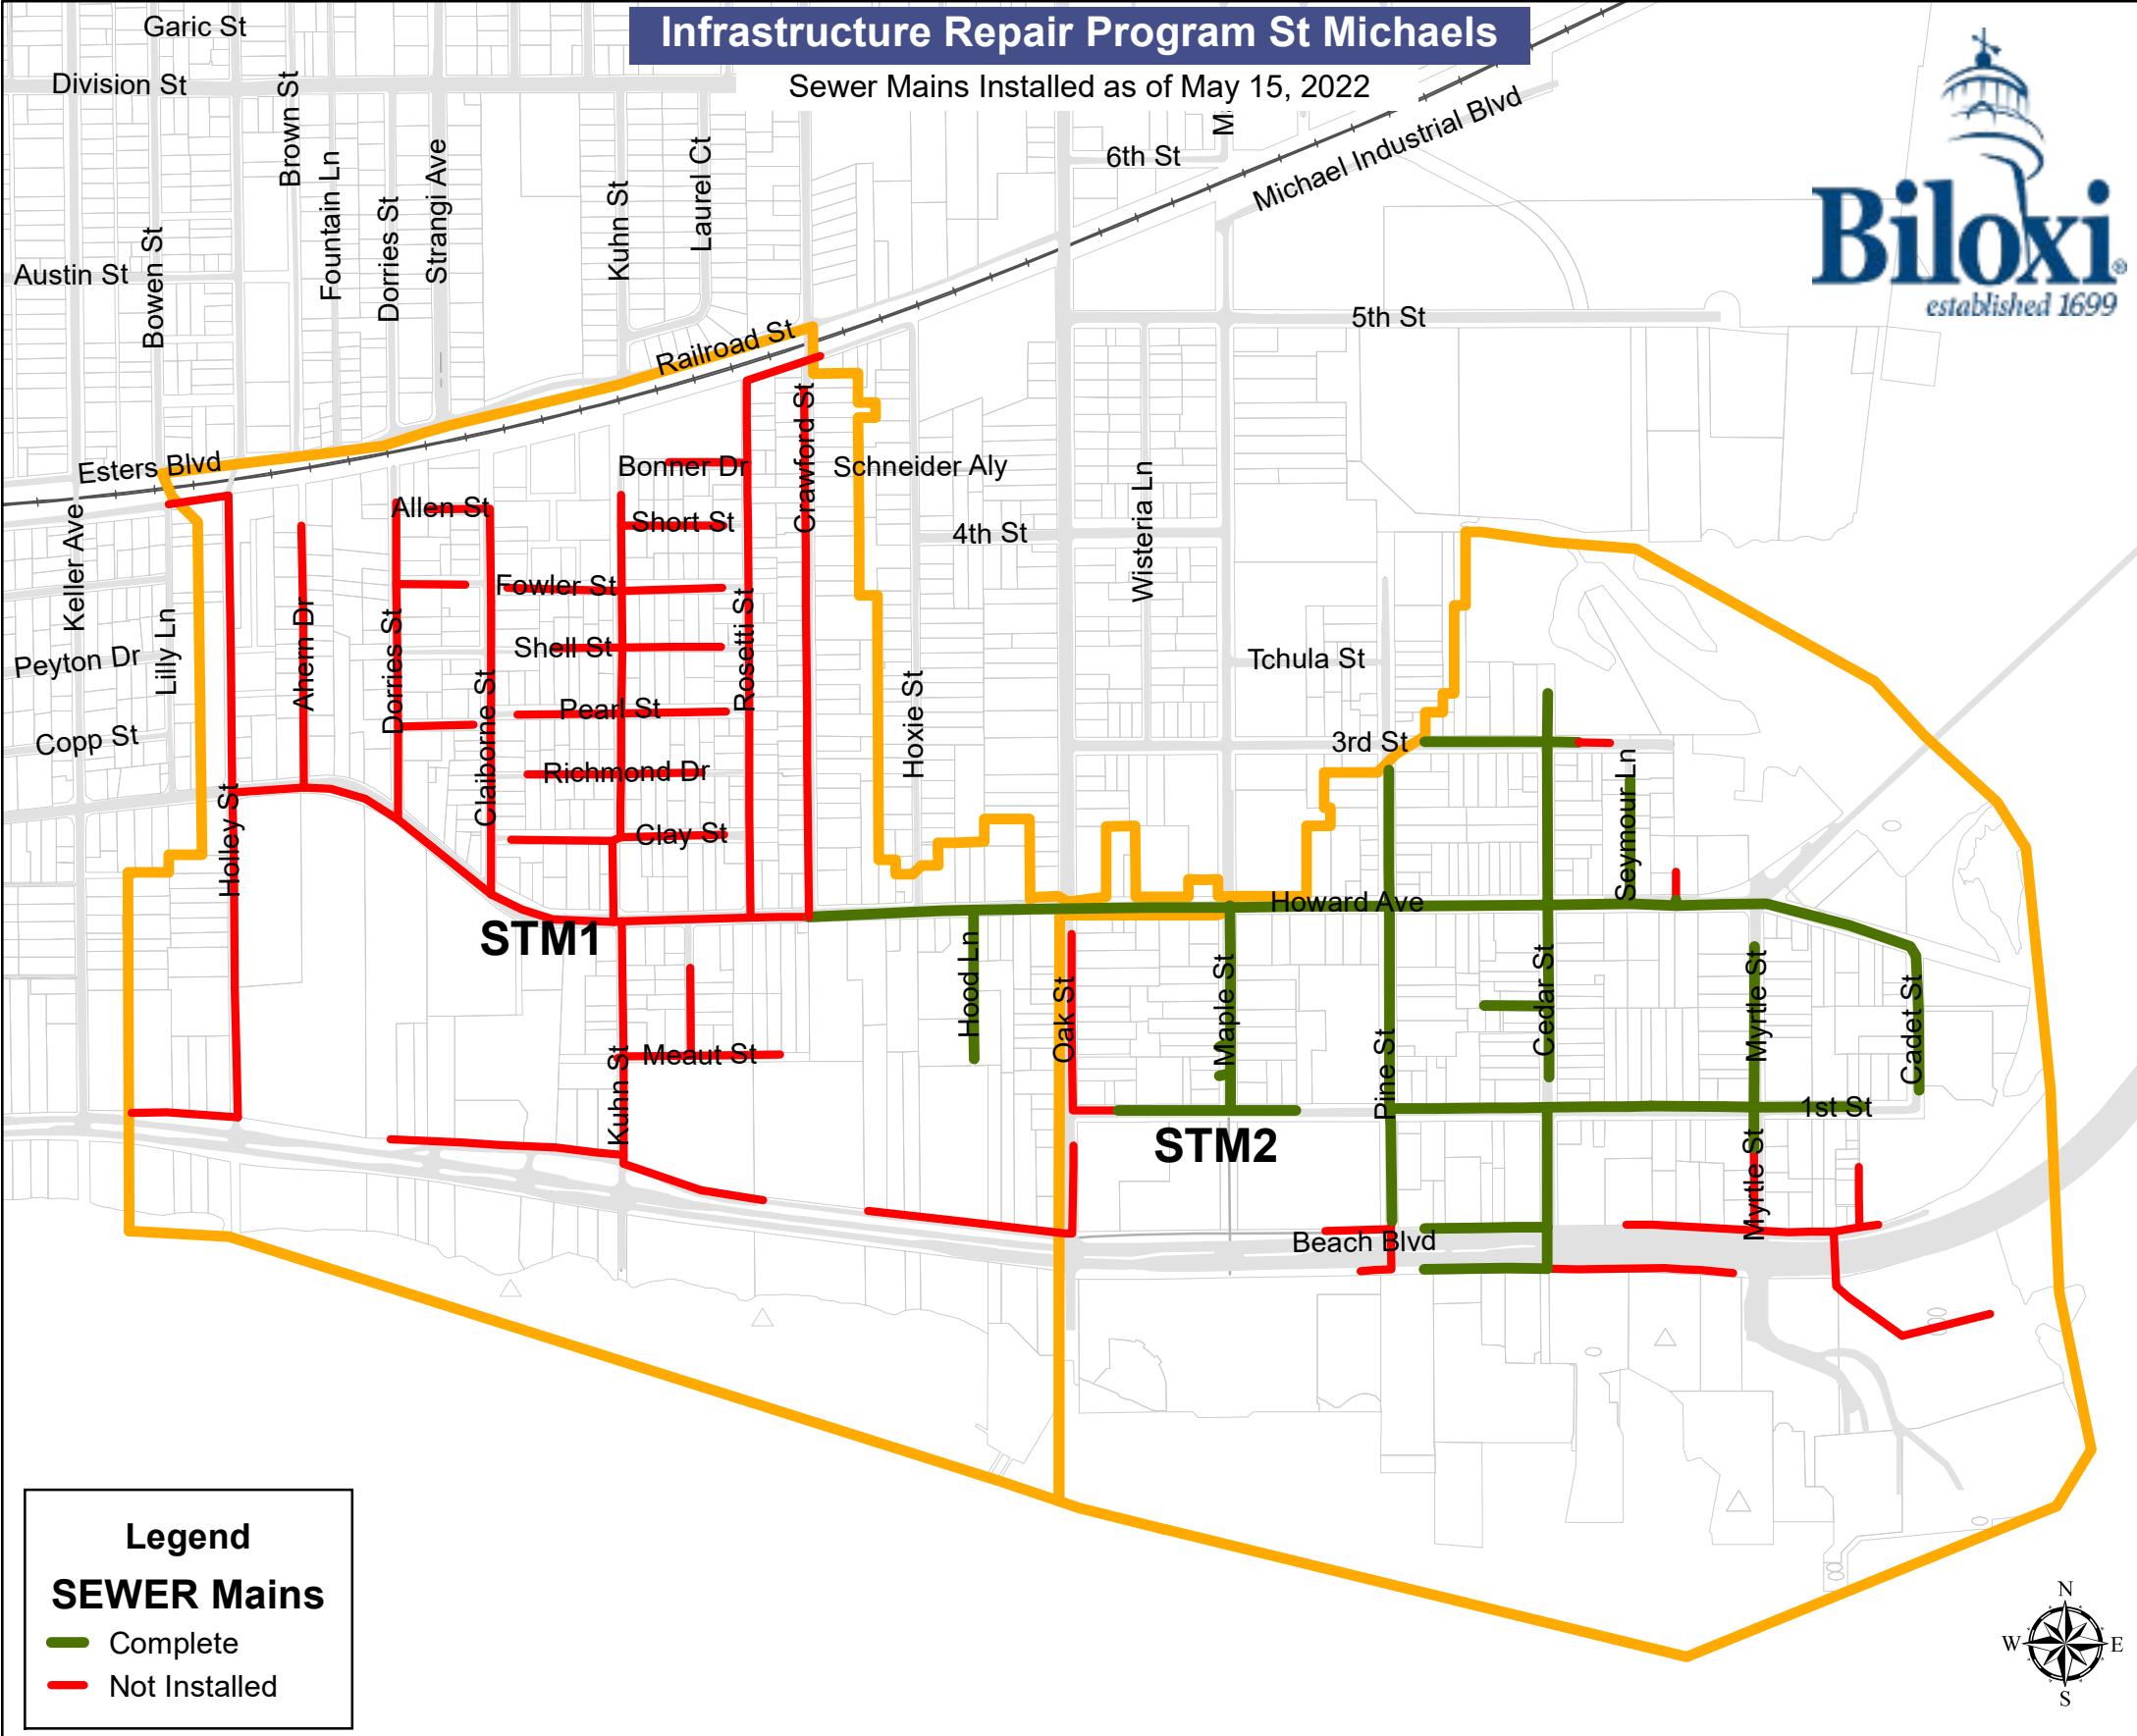 Infrastructure Repair Program St Michaels
Sewer Mains Installed as of May 15, 2022
Biloxi®
established 1699
Garic St
Division St
Brown St
Fountain Ln
Dorries St
Strangi Ave
Kuhn St
Laurel Ct
M
6th St
Michael Industrial Blvd
Austin St
Bowen St
Railroad St
5th St
Esters Blvd
Keller Ave
Allen St
Bonner Dr
Short St
Crawford St
Schneider Aly
4th St
Wisteria Ln
Fowler St
Lilly Ln
Ahern Dr
Dorries St
Shell St
Rosetti St
Peyton Dr
Tchula St
Claiborne St
Pearl St
Hoxie St
Copp St
3rd St
Richmond Dr
Seymour Ln
Holley St
Clay St
Howard Ave
STM1
Hood Ln
Oak St
Maple St
Pine St
Cedar St
Myrtle St
Cadet St
Meaut St
Kuhn St
1st St
STM2
Myrtle St
Beach Blvd
Legend
SEWER Mains
Complete
Not Installed
N
W E
S